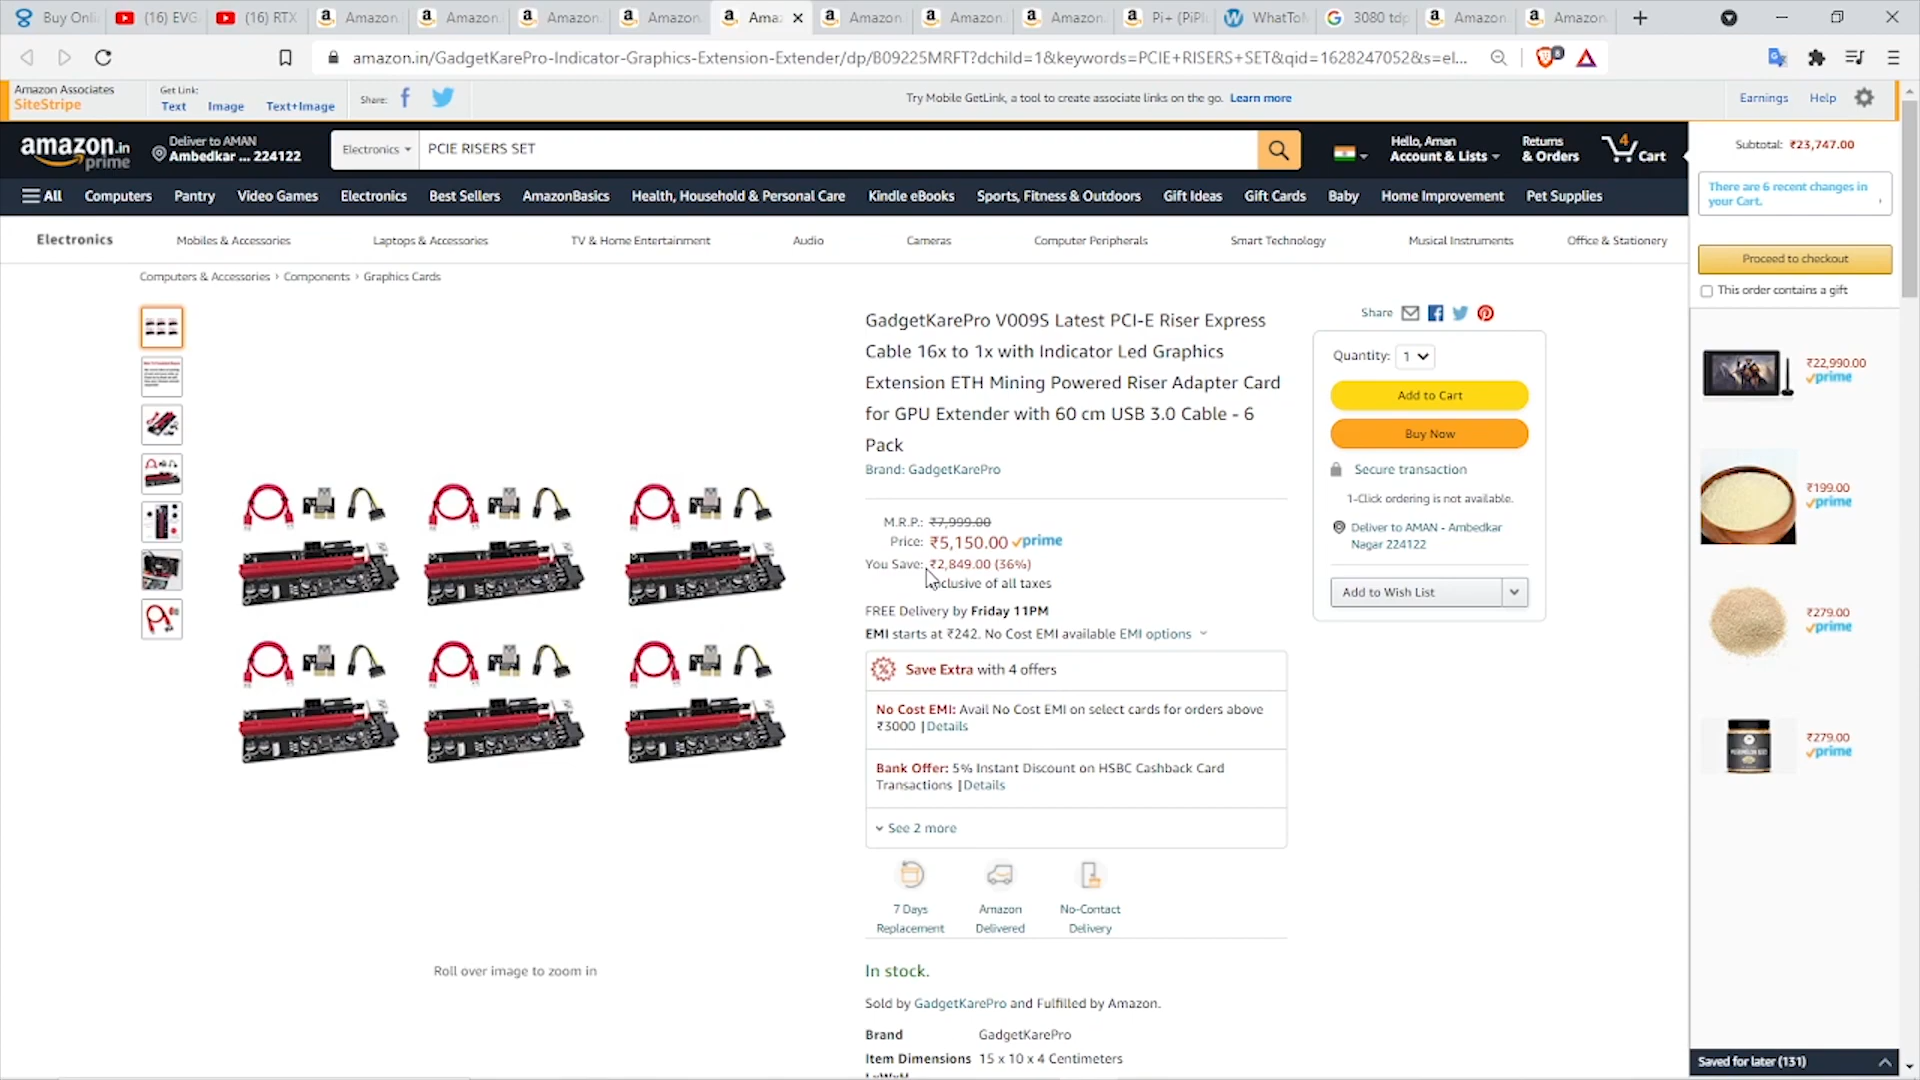 Buy Onli
(16) EVG
(16) RTX
Amazon
Amazon
Amazon
Amazon
Amaz
Amazon
Amazon
Amazon
Pi+ (PiPl
WhatToM
3080 tdp
Amazon
Amazon
amazon.in/GadgetKarePro-Indicator-Graphics-Extension-Extender/dp/B09225MRFT?dchild=1&keywords=PCIE+RISERS+SET&qid=1628247052&s=el...
Amazon Associates
SiteStripe
Get Link:
Text Image Text+Image
Share:
Try Mobile GetLink, a tool to create associate links on the go. Learn more
Earnings Help
amazon.in
prime
Deliver to AMAN
Ambedkar ... 224122
Electronics
PCIE RISERS SET
Hello, Aman
Account & Lists
Returns
& Orders
4
Cart
All Computers Pantry Video Games Electronics Best Sellers AmazonBasics Health, Household & Personal Care Kindle eBooks Sports, Fitness & Outdoors Gift Ideas Gift Cards Baby Home Improvement Pet Supplies
Electronics Mobiles & Accessories Laptops & Accessories TV & Home Entertainment Audio Cameras Computer Peripherals Smart Technology Musical Instruments Office & Stationery
Computers & Accessories › Components › Graphics Cards
GadgetKarePro V009S Latest PCI-E Riser Express
Cable 16x to 1x with Indicator Led Graphics
Extension ETH Mining Powered Riser Adapter Card
for GPU Extender with 60 cm USB 3.0 Cable - 6
Pack
Brand: GadgetKarePro
M.R.P.: ₹7,999.00
Price: ₹5,150.00 prime
You Save: ₹2,849.00 (36%)
Inclusive of all taxes
FREE Delivery by Friday 11PM
EMI starts at ₹242. No Cost EMI available EMI options
Save Extra with 4 offers
No Cost EMI: Avail No Cost EMI on select cards for orders above
₹3000 |Details
Bank Offer: 5% Instant Discount on HSBC Cashback Card
Transactions |Details
See 2 more
7 Days
Replacement
Amazon
Delivered
No-Contact
Delivery
In stock.
Sold by GadgetKarePro and Fulfilled by Amazon.
Brand GadgetKarePro
Item Dimensions 15 x 10 x 4 Centimeters
LxWxH
Roll over image to zoom in
Share
Quantity: 1
Add to Cart
Buy Now
Secure transaction
1-Click ordering is not available.
Deliver to AMAN - Ambedkar
Nagar 224122
Add to Wish List
Subtotal: ₹23,747.00
There are 6 recent changes in
your Cart.
Proceed to checkout
This order contains a gift
₹22,990.00
prime
₹199.00
prime
₹279.00
prime
₹279.00
prime
Saved for later (131)